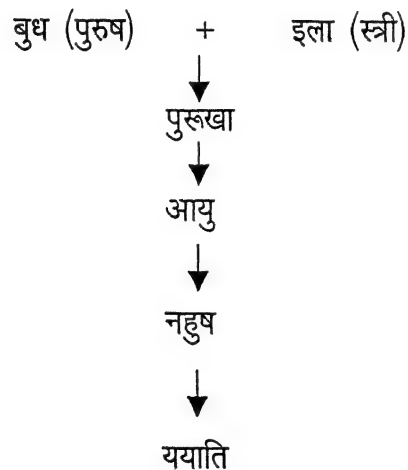 बुध (पुरुष) + इला (स्त्री)
पुरूखा
आयु
नहुष
ययाति